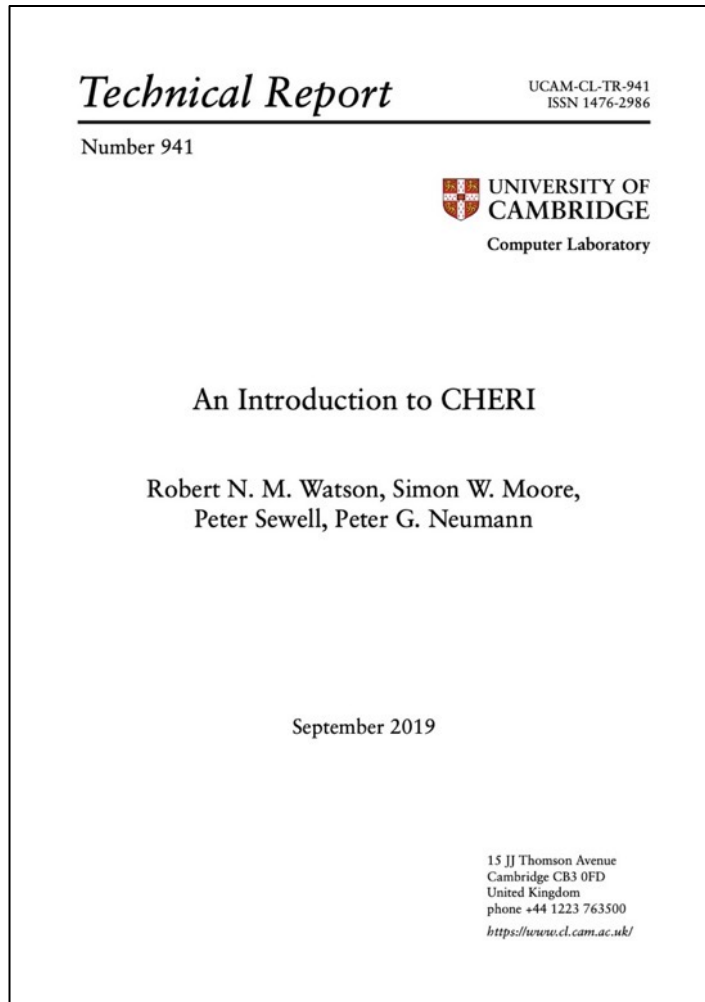 Technical Report
UCAM-CL-TR-941
ISSN 1476-2986
Number 941
UNIVERSITY OF
CAMBRIDGE
Computer Laboratory
An Introduction to CHERI
Robert N. M. Watson, Simon W. Moore,
Peter Sewell, Peter G. Neumann
September 2019
15 JJ Thomson Avenue
Cambridge CB3 0FD
United Kingdom
phone +44 1223 763500
https://www.cl.cam.ac.uk/